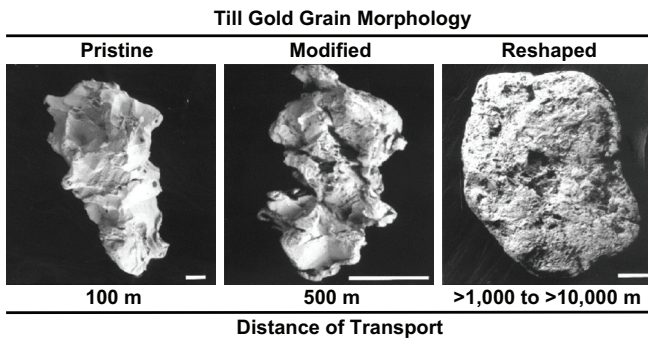 Till Gold Grain Morphology
Pristine Modified Reshaped
100 m 500 m >1,000 to >10,000 m
Distance of Transport